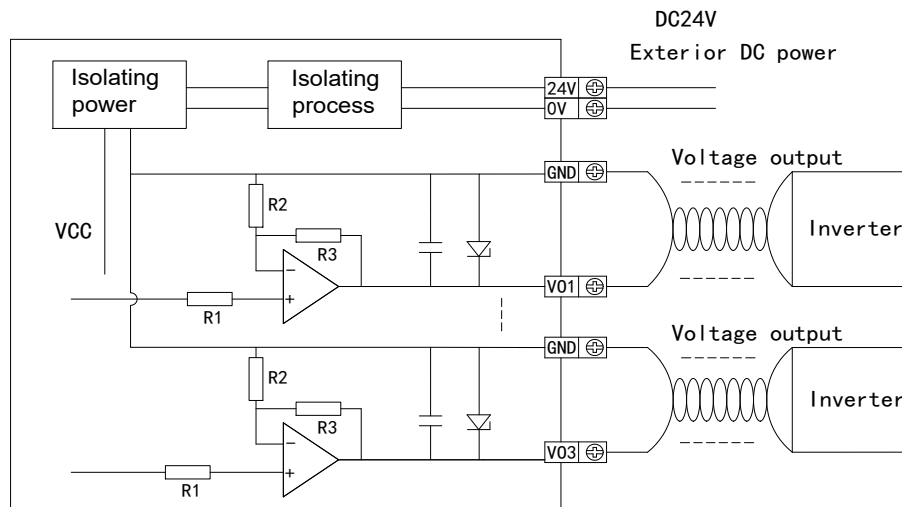 DC24V
Exterior DC power
Isolating power
Isolating process
24V
0V
GND
Voltage output
R2
VCC
R3
Inverter
−
+
R1
VO1
GND
Voltage output
R2
R3
Inverter
−
+
R1
VO3